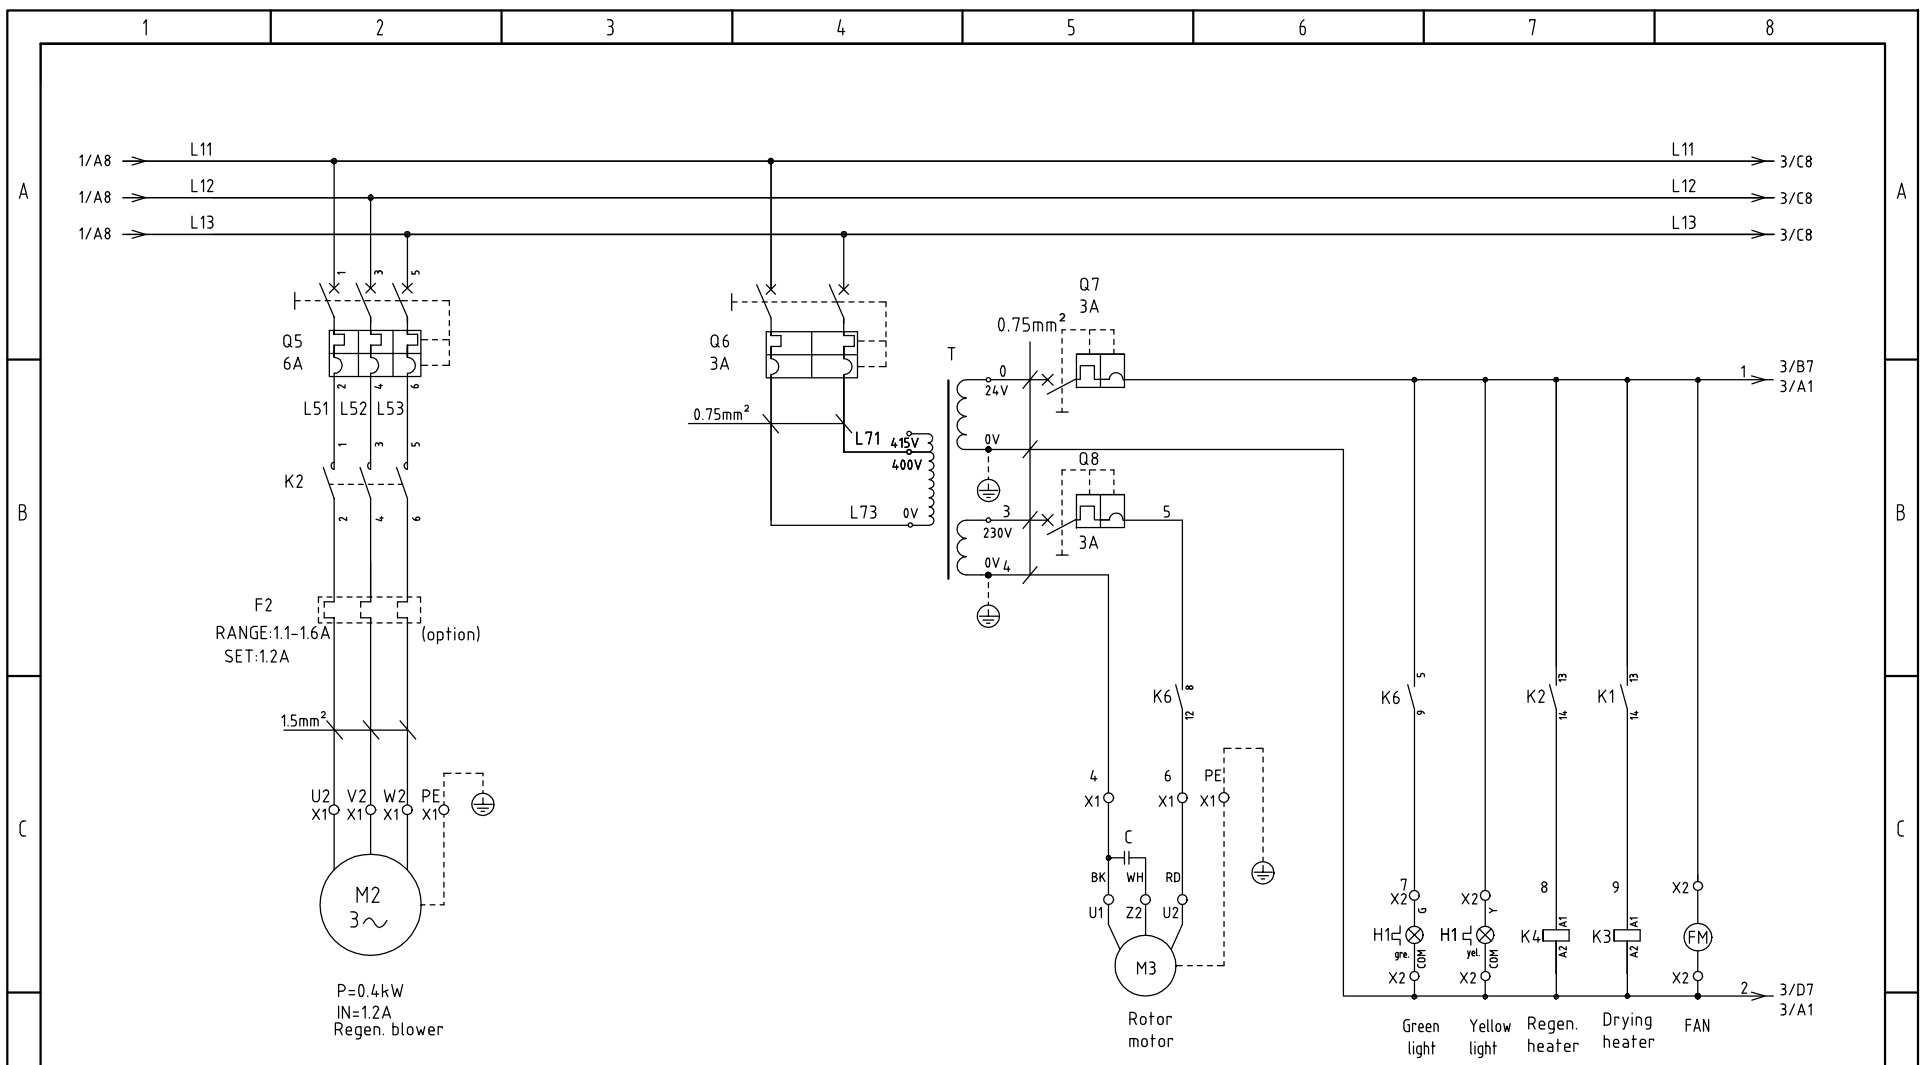 1 2 3 4 5 6 7 8
A A
B B
C C
1/A8 L11 L11 3/C8
1/A8 L12 L12 3/C8
1/A8 L13 L13 3/C8
1 3 5
Q5
6A
2 4 6
L51 L52 L53
1 3 5
K2
2 4 6
F2
RANGE:1.1-1.6A
SET:1.2A
(option)
1.5mm²
U2 V2 W2 PE
X1 X1 X1 X1
M2
3~
P=0.4kW
IN=1.2A
Regen. blower
Q6
3A
0.75mm²
L71 415V
400V
L73 0V
T
0.75mm²
Q7
3A
0
24V
0V
Q8
3A
3
230V
0V 4
5
K6 8
12
4 6 PE
X1 X1 X1
C
BK WH RD
U1 Z2 U2
M3
Rotor
motor
1 3/B7
3/A1
K6 5
9
K2 13
14
K1 13
14
7
X2 G
H1
gre. COM
X2
Green
light
X2 Y
H1
yel. COM
X2
Yellow
light
8
K4 A1
A2
Regen.
heater
9
K3 A1
A2
Drying
heater
X2
FM
X2
FAN
2 3/D7
3/A1